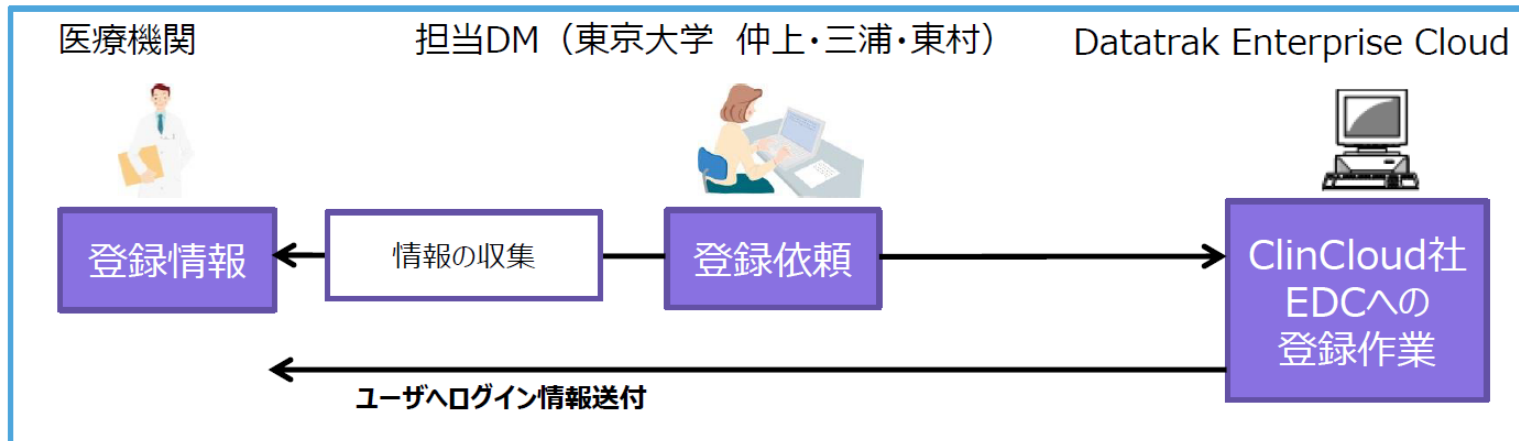 医療機関
担当DM（東京大学 仲上・三浦・東村）
Datatrak Enterprise Cloud
登録情報
情報の収集
登録依頼
ClinCloud社
EDCへの
登録作業
ユーザへログイン情報送付